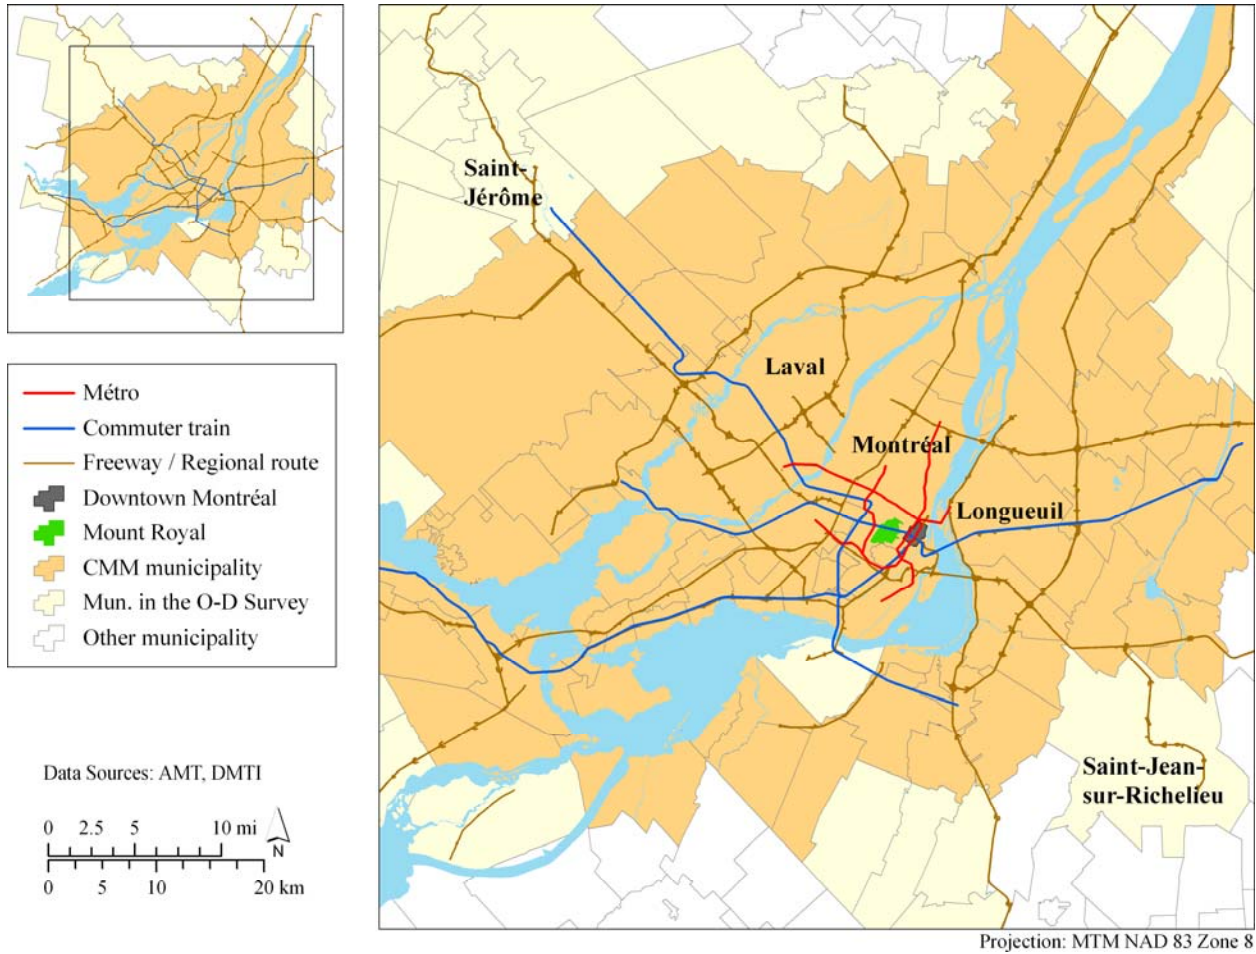 Saint-
Jérôme
Laval
Montréal
Longueuil
Saint-Jean-
sur-Richelieu
Métro
Commuter train
Freeway / Regional route
Downtown Montréal
Mount Royal
CMM municipality
Mun. in the O-D Survey
Other municipality
Data Sources: AMT, DMTI
0 2.5 5 10 mi
N
0 5 10 20 km
Projection: MTM NAD 83 Zone 8